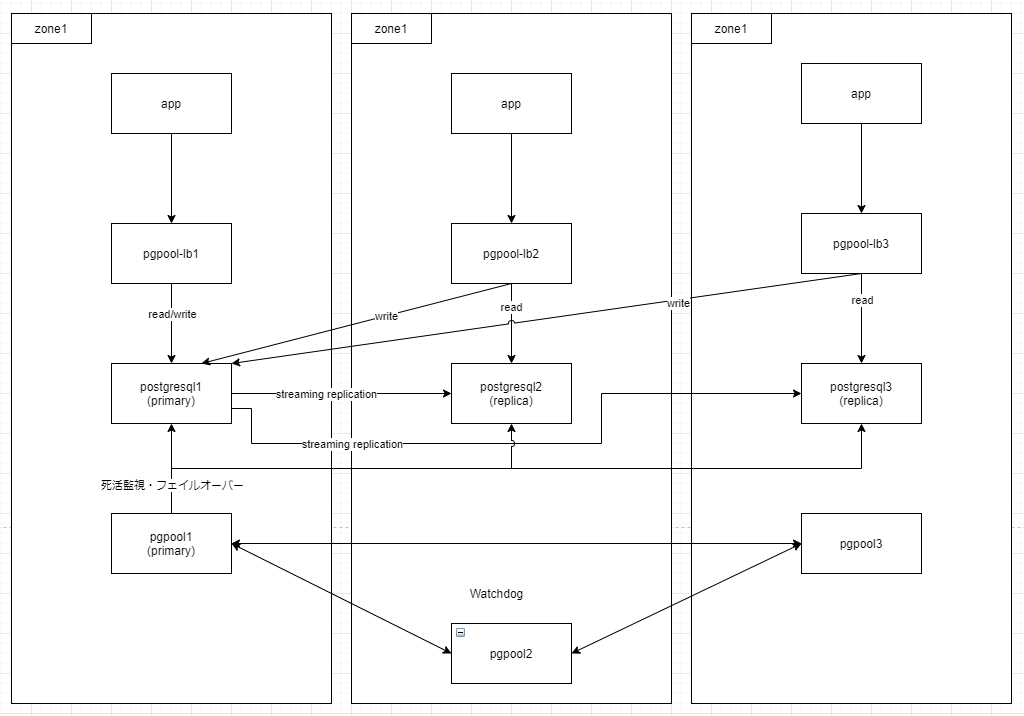 zone1
zone1
zone1
app
app
app
pgpool-lb1
pgpool-lb2
pgpool-lb3
read/write
write
read
write
read
postgresql1
(primary)
streaming replication
postgresql2
(replica)
postgresql3
(replica)
streaming replication
死活監視・フェイルオーバー
pgpool1
(primary)
pgpool3
Watchdog
pgpool2